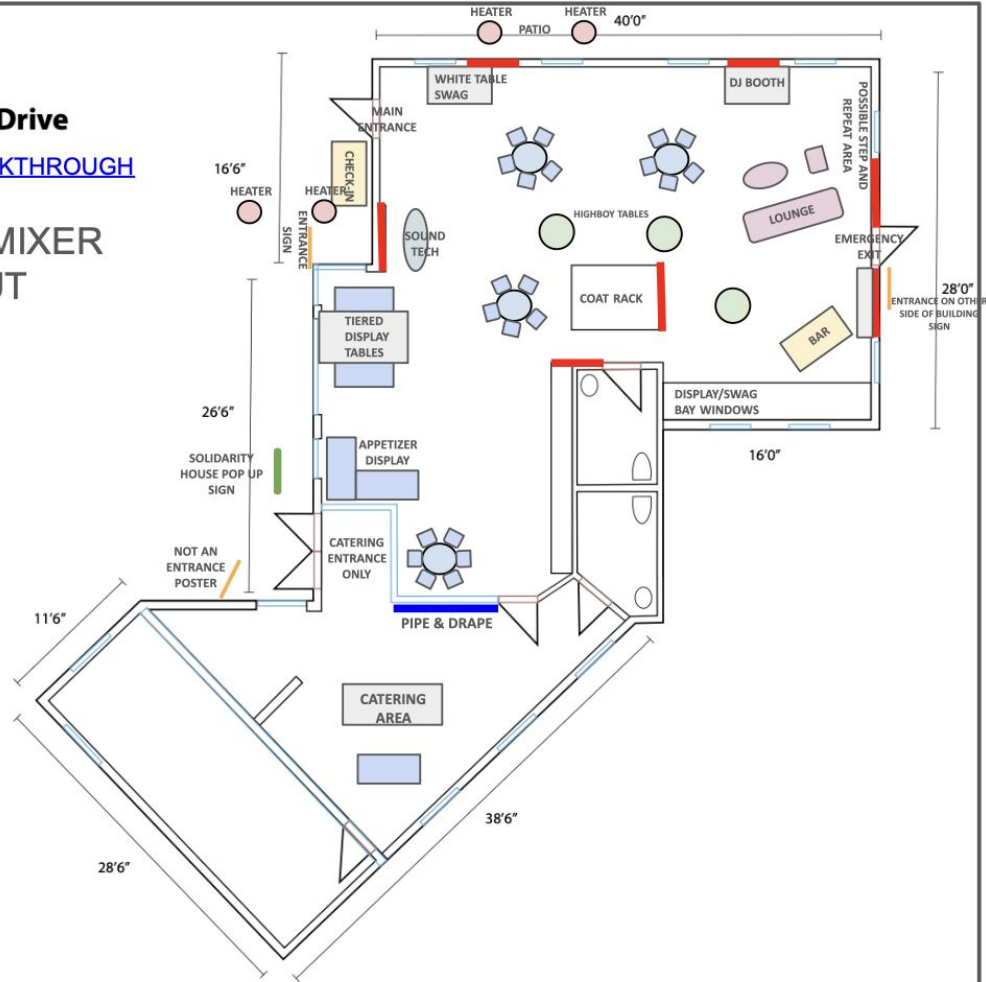 HEATER
HEATER
40'0"
PATIO
Drive
KTHROUGH
MIXER
UT
WHITE TABLE
SWAG
DJ BOOTH
MAIN
ENTRANCE
POSSIBLE STEP AND
REPEAT AREA
16'6"
CHECK-IN
HEATER
HEATER
ENTRANCE
SIGN
SOUND
TECH
HIGHBOY TABLES
LOUNGE
EMERGENCY
EXIT
28'0"
ENTRANCE ON OTHER
SIDE OF BUILDING
SIGN
COAT RACK
BAR
TIERED
DISPLAY
TABLES
DISPLAY/SWAG
BAY WINDOWS
26'6"
16'0"
APPETIZER
DISPLAY
SOLIDARITY
HOUSE POP UP
SIGN
CATERING
ENTRANCE
ONLY
NOT AN
ENTRANCE
POSTER
PIPE & DRAPE
11'6"
CATERING
AREA
38'6"
28'6"